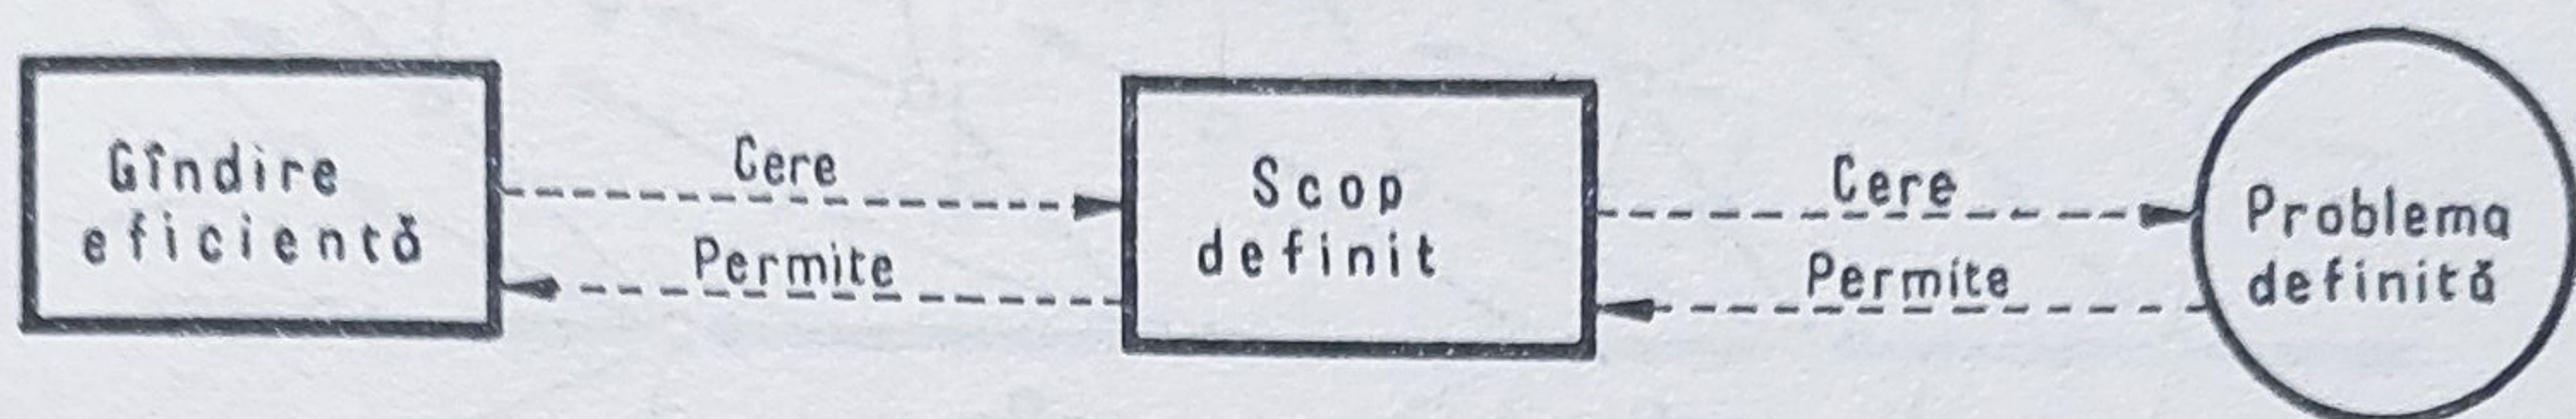 Gîndire
eficientă
Cere
Permite
Scop
definit
Cere
Permite
Problema
definită